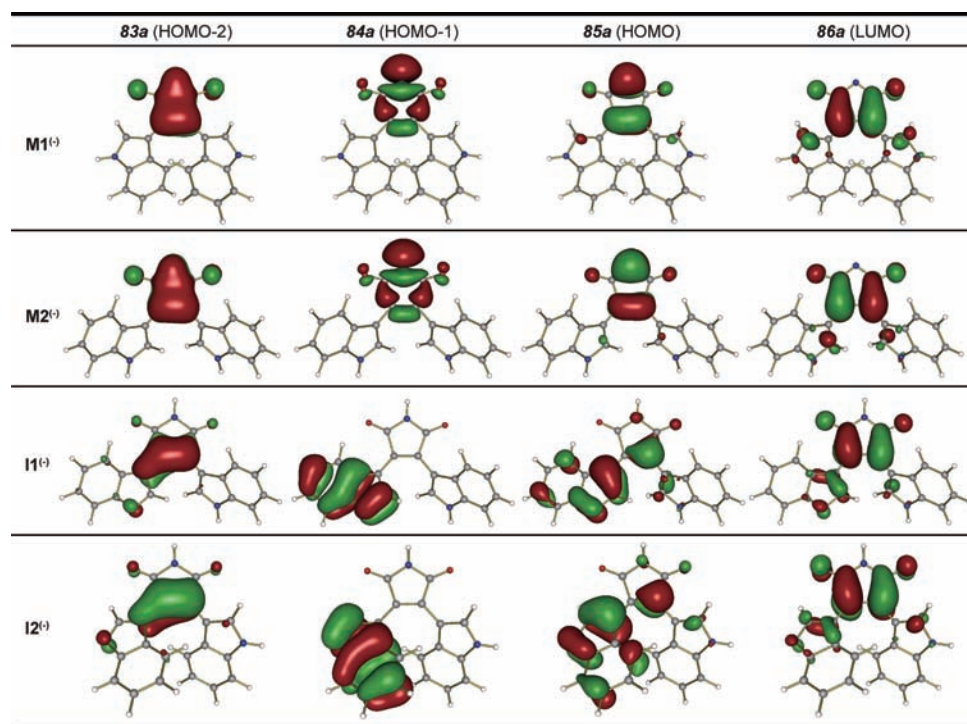 83a (HOMO-2) 84a (HOMO-1) 85a (HOMO) 86a (LUMO)
M1(-)
M2(-)
I1(-)
I2(-)